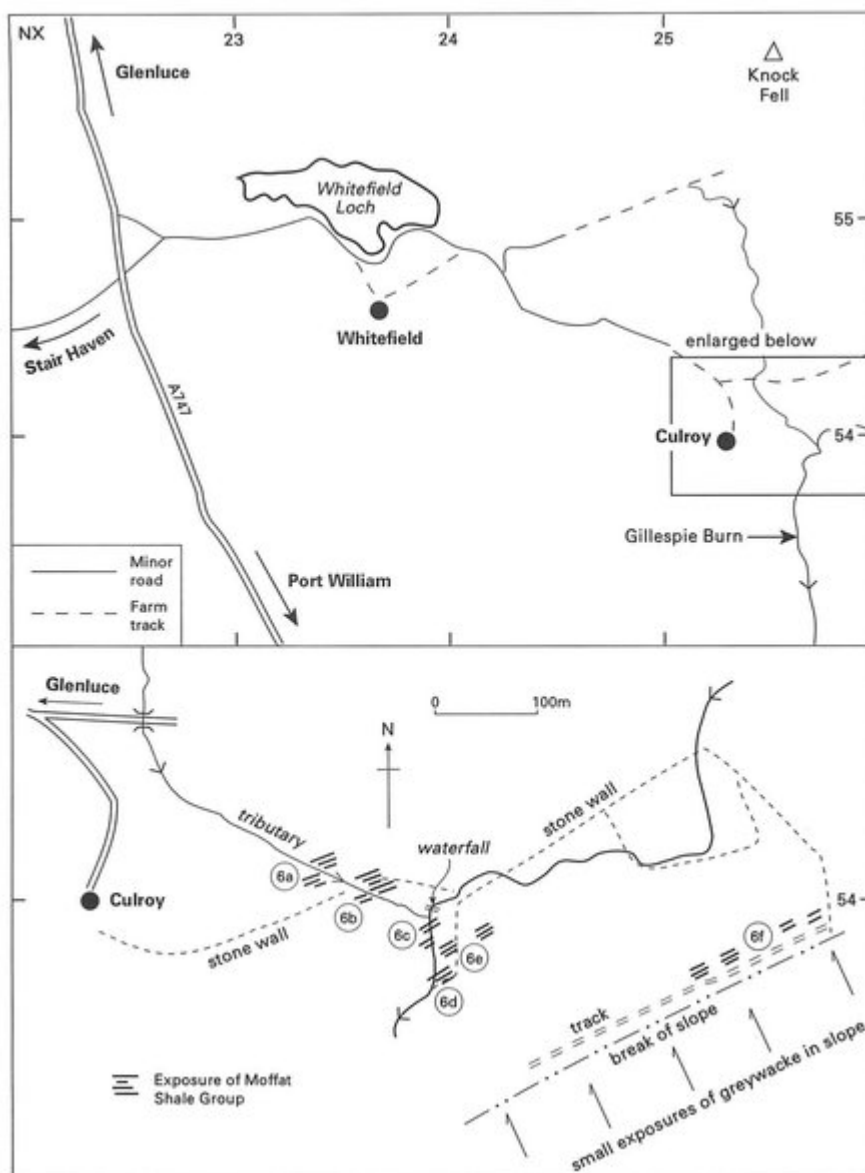 NX
23
24
25
Glenluce
Knock
Fell
Whitefield
Loch
55
Whitefield
Stair Haven
enlarged below
A747
Culroy
54
Gillespie Burn
Minor
road
Port William
Farm
track
Glenluce
0
100m
N
stone wall
tributary
waterfall
6a
Culroy
54
6b
6c
6f
stone wall
6e
6d
track
break of slope
Exposure of Moffat
Shale Group
small exposures of greywacke in slope